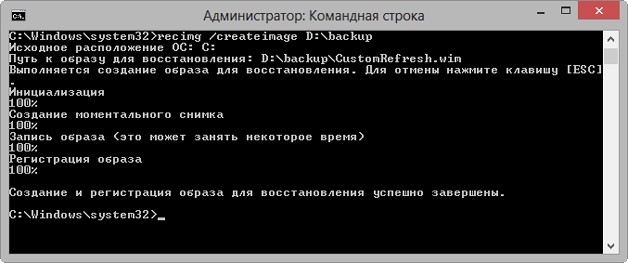 Администратор: Командная строка
C:\Windows\system32>recimg /createimage D:\backup
Исходное расположение ОС: C:
Путь к образу для восстановления: D:\backup\CustomRefresh.wim
Выполняется создание образа для восстановления. Для отмены нажмите клавишу [ESC]
.
Инициализация
100%
Создание моментального снимка
100%
Запись образа (это может занять некоторое время)
100%
Регистрация образа
100%
Создание и регистрация образа для восстановления успешно завершены.
C:\Windows\system32>_